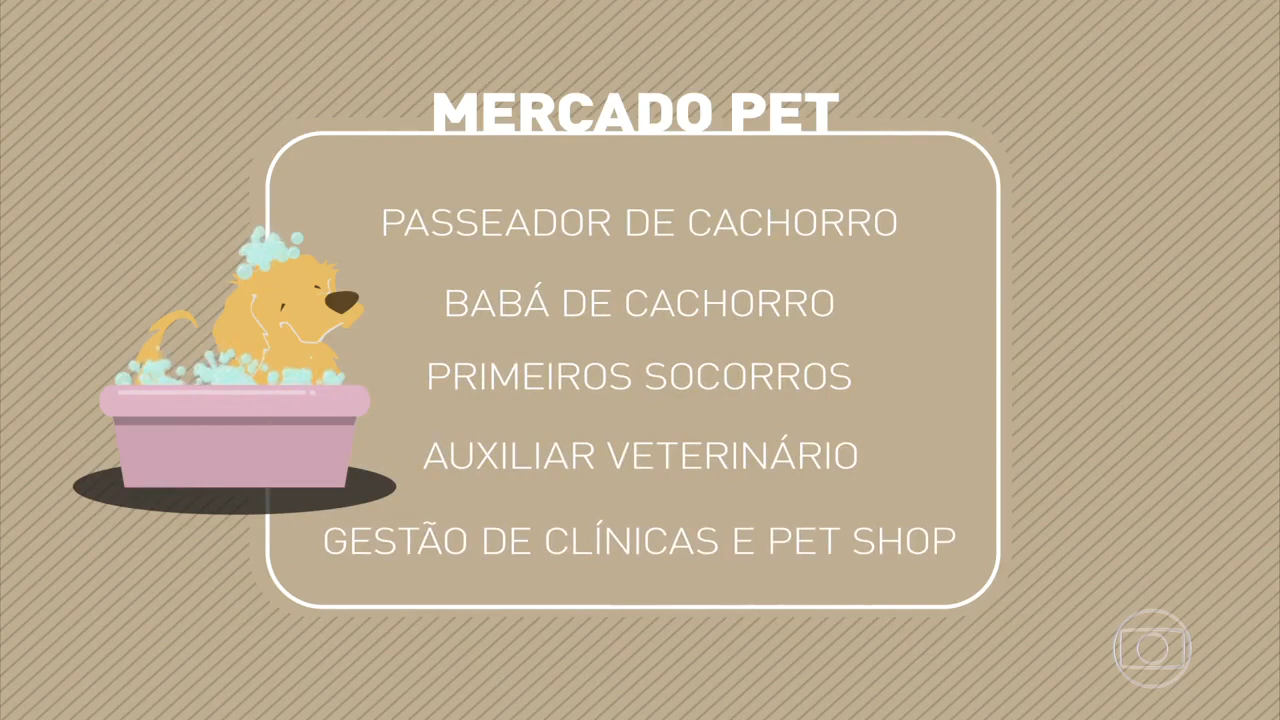 MERCADO PET
PASSEADOR DE CACHORRO
BABÁ DE CACHORRO
PRIMEIROS SOCORROS
AUXILIAR VETERINÁRIO
GESTÃO DE CLÍNICAS E PET SHOP